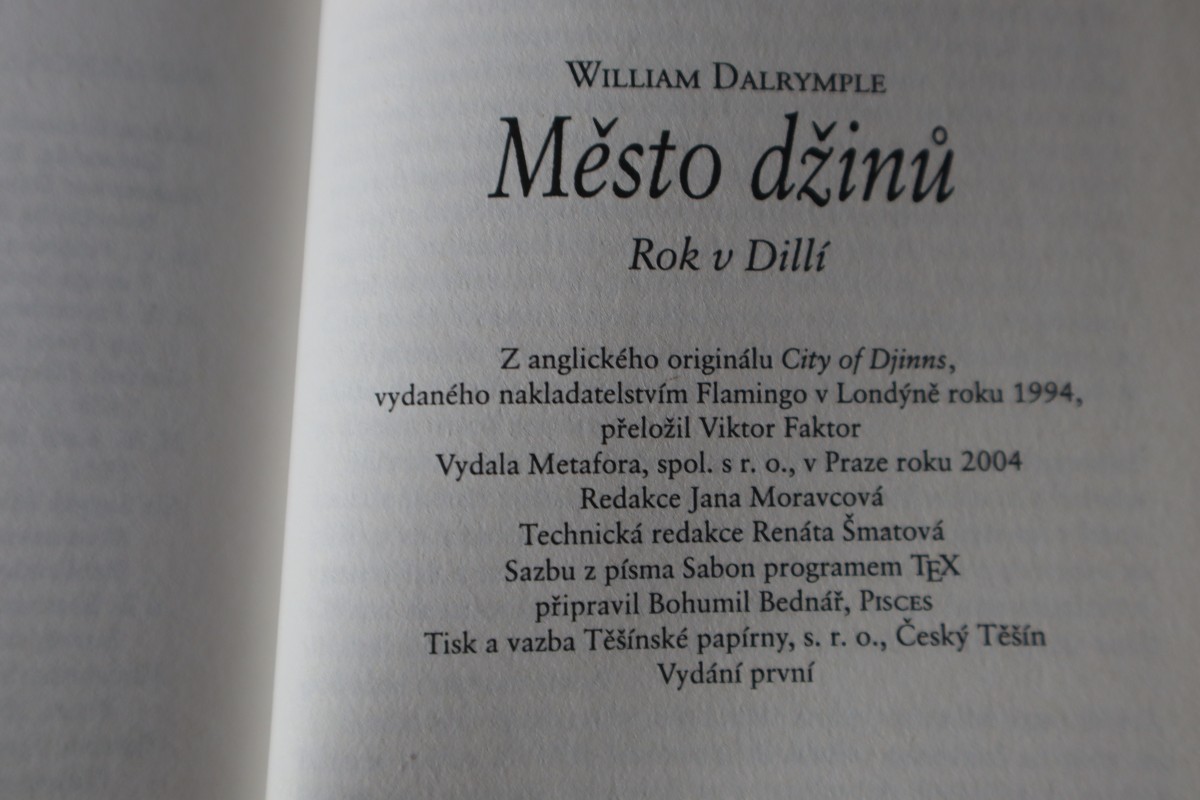 WILLIAM DALRYMPLE
Město džinů
Rok v Dillí
Z anglického originálu City of Djinns,
vydaného nakladatelstvím Flamingo v Londýně roku 1994,
přeložil Viktor Faktor
Vydala Metafora, spol. s r. o., v Praze roku 2004
Redakce Jana Moravcová
Technická redakce Renáta Šmatová
Sazbu z písma Sabon programem TEX
připravil Bohumil Bednář, PISCES
Tisk a vazba Těšínské papírny, s. r. o., Český Těšín
Vydání první